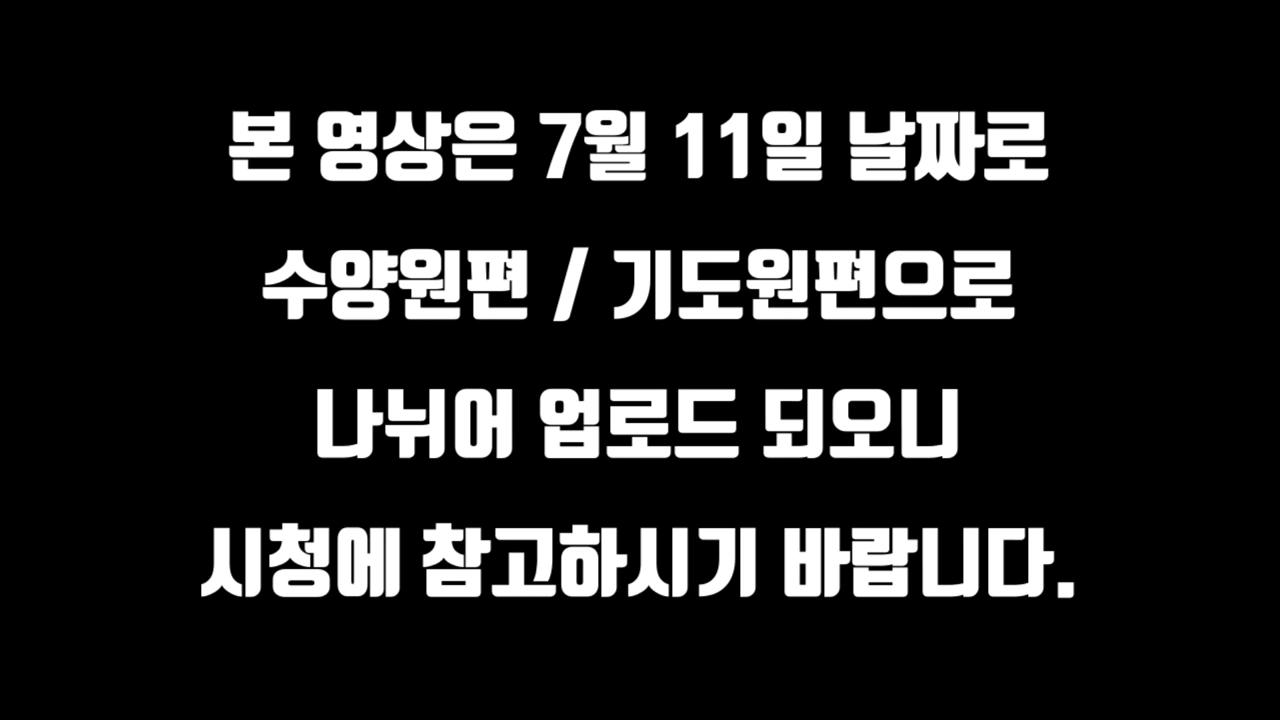 본 영상은 7월 11일 날짜로
수양원편 / 기도원편으로
나뉘어 업로드 되오니
시청에 참고하시기 바랍니다.